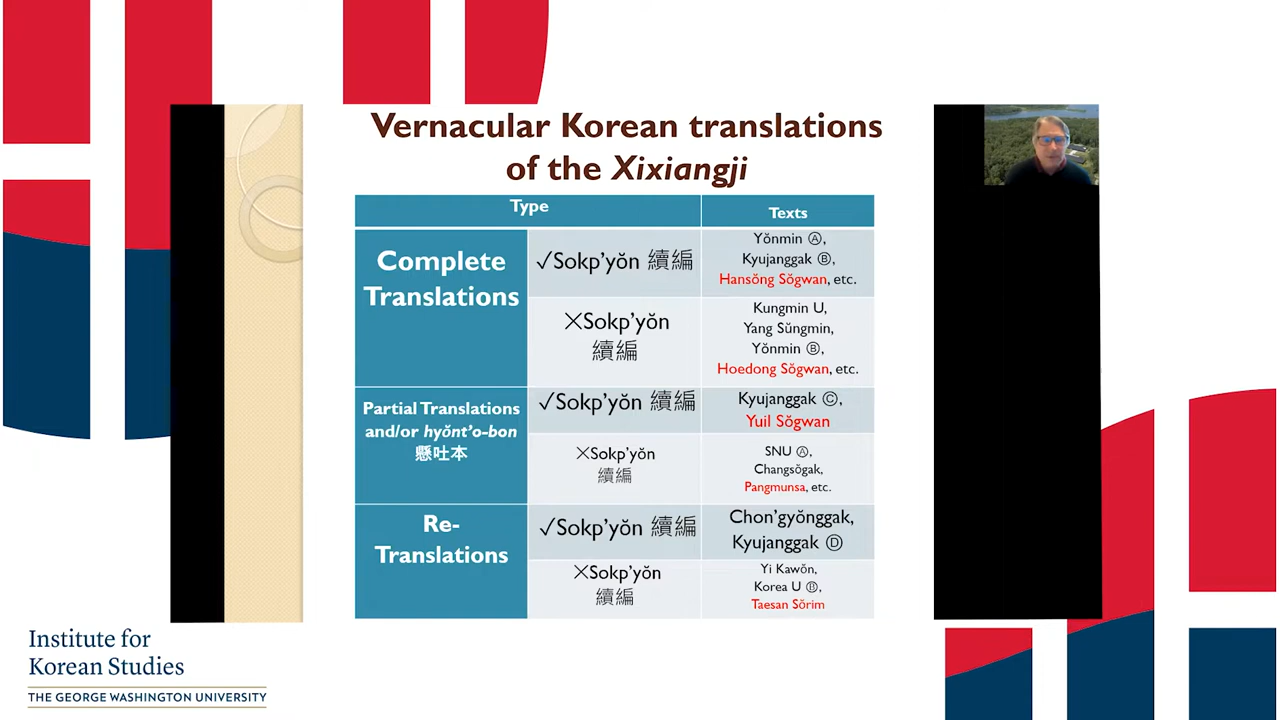 Vernacular Korean translations
of the Xixiangji
Type
Texts
Complete
Translations
✓Sokp’yŏn 續編
Yŏnmin Ⓐ,
Kyujanggak Ⓑ,
Hansŏng Sŏgwan, etc.
╳Sokp’yŏn
續編
Kungmin U,
Yang Sŭngmin,
Yŏnmin Ⓑ,
Hoedong Sŏgwan, etc.
Partial Translations
and/or hyŏnt’o-bon
懸吐本
✓Sokp’yŏn 續編
Kyujanggak Ⓒ,
Yuil Sŏgwan
╳Sokp’yŏn
續編
SNU Ⓐ,
Changsŏgak,
Pangmunsa, etc.
Re-
Translations
✓Sokp’yŏn 續編
Chon’gyŏnggak,
Kyujanggak Ⓓ
╳Sokp’yŏn
續編
Yi Kawŏn,
Korea U Ⓑ,
Taesan Sŏrim
Institute for
Korean Studies
THE GEORGE WASHINGTON UNIVERSITY